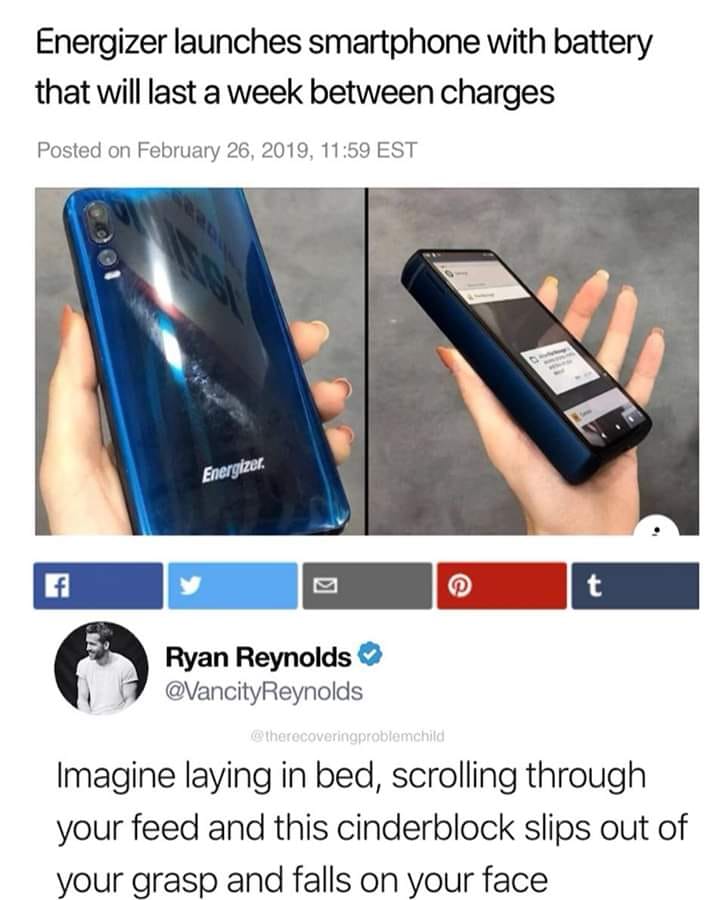 Energizer launches smartphone with battery
that will last a week between charges
Posted on February 26, 2019, 11:59 EST
Energizer.
f
t
Ryan Reynolds
@VancityReynolds
@therecoveringproblemchild
Imagine laying in bed, scrolling through
your feed and this cinderblock slips out of
your grasp and falls on your face